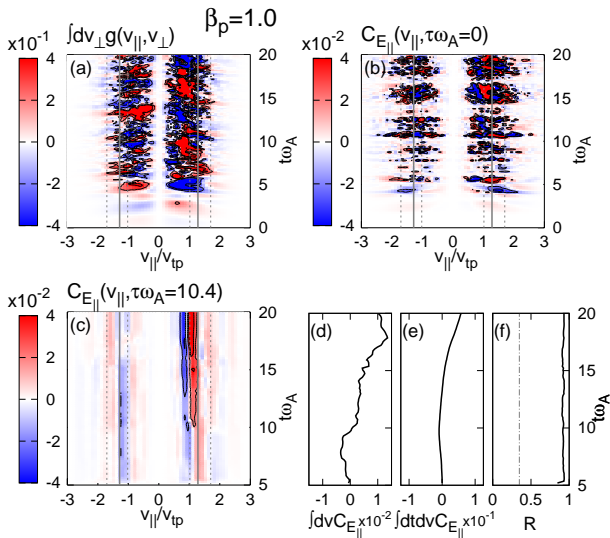 β_p=1.0
∫dv_⊥g(v_||,v_⊥)
C_{E_||}(v_||,τω_A=0)
x10^-1
4
2
0
-2
-4
(a)
20
15
10
5
0
tω_A
-3 -2 -1 0 1 2 3
v_||/v_tp
x10^-2
4
2
0
-2
-4
(b)
20
15
10
5
0
tω_A
-3 -2 -1 0 1 2 3
v_||/v_tp
C_{E_||}(v_||,τω_A=10.4)
x10^-2
4
2
0
-2
-4
(c)
20
15
10
5
tω_A
-3 -2 -1 0 1 2 3
v_||/v_tp
(d)
-1 0 1
∫dvC_{E_||}x10^-2
(e)
-1 0 1
∫dtdvC_{E_||}x10^-1
(f)
20
15
10
5
tω_A
0 0.5 1
R